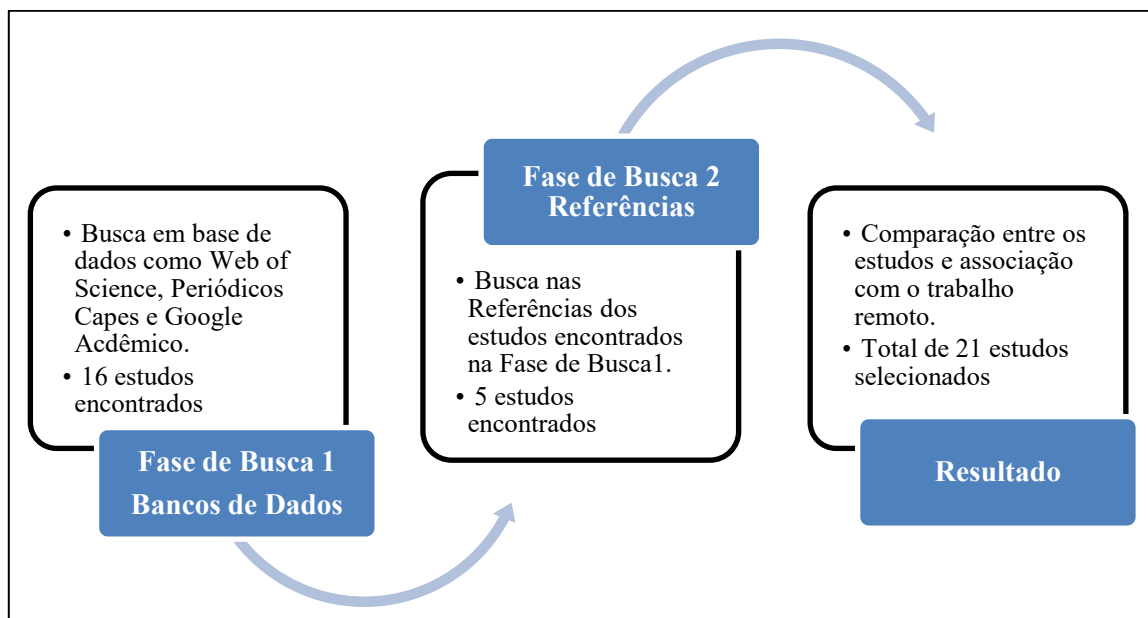 • Busca em base de
dados como Web of
Science, Periódicos
Capes e Google
Acdêmico.
• 16 estudos
encontrados
Fase de Busca 1
Bancos de Dados
Fase de Busca 2
Referências
• Busca nas
Referências dos
estudos encontrados
na Fase de Busca1.
• 5 estudos
encontrados
• Comparação entre os
estudos e associação
com o trabalho
remoto.
• Total de 21 estudos
selecionados
Resultado